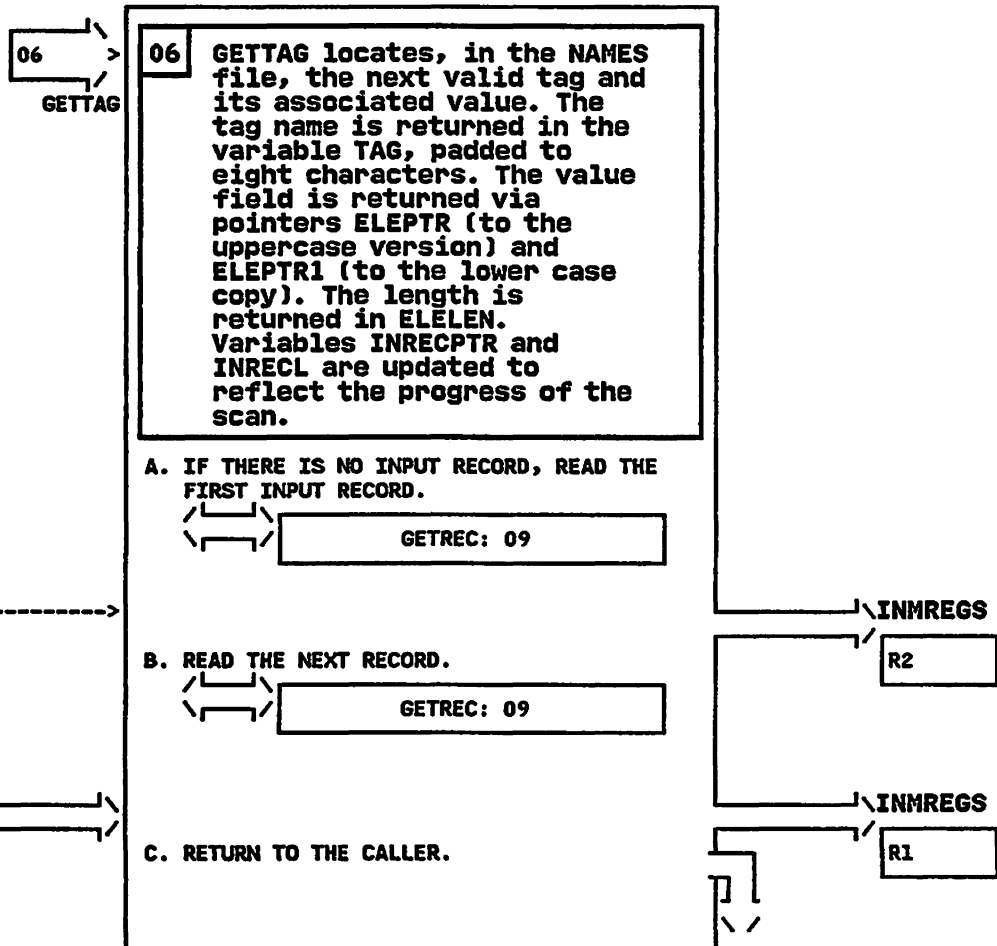 06 >
GETTAG
06 GETTAG locates, in the NAMES
file, the next valid tag and
its associated value. The
tag name is returned in the
variable TAG, padded to
eight characters. The value
field is returned via
pointers ELEPTR (to the
uppercase version) and
ELEPTR1 (to the lower case
copy). The length is
returned in ELELEN.
Variables INRECPTR and
INRECL are updated to
reflect the progress of the
scan.
A. IF THERE IS NO INPUT RECORD, READ THE
FIRST INPUT RECORD.
GETREC: 09
INMREGS
R2
B. READ THE NEXT RECORD.
GETREC: 09
INMREGS
R1
C. RETURN TO THE CALLER.